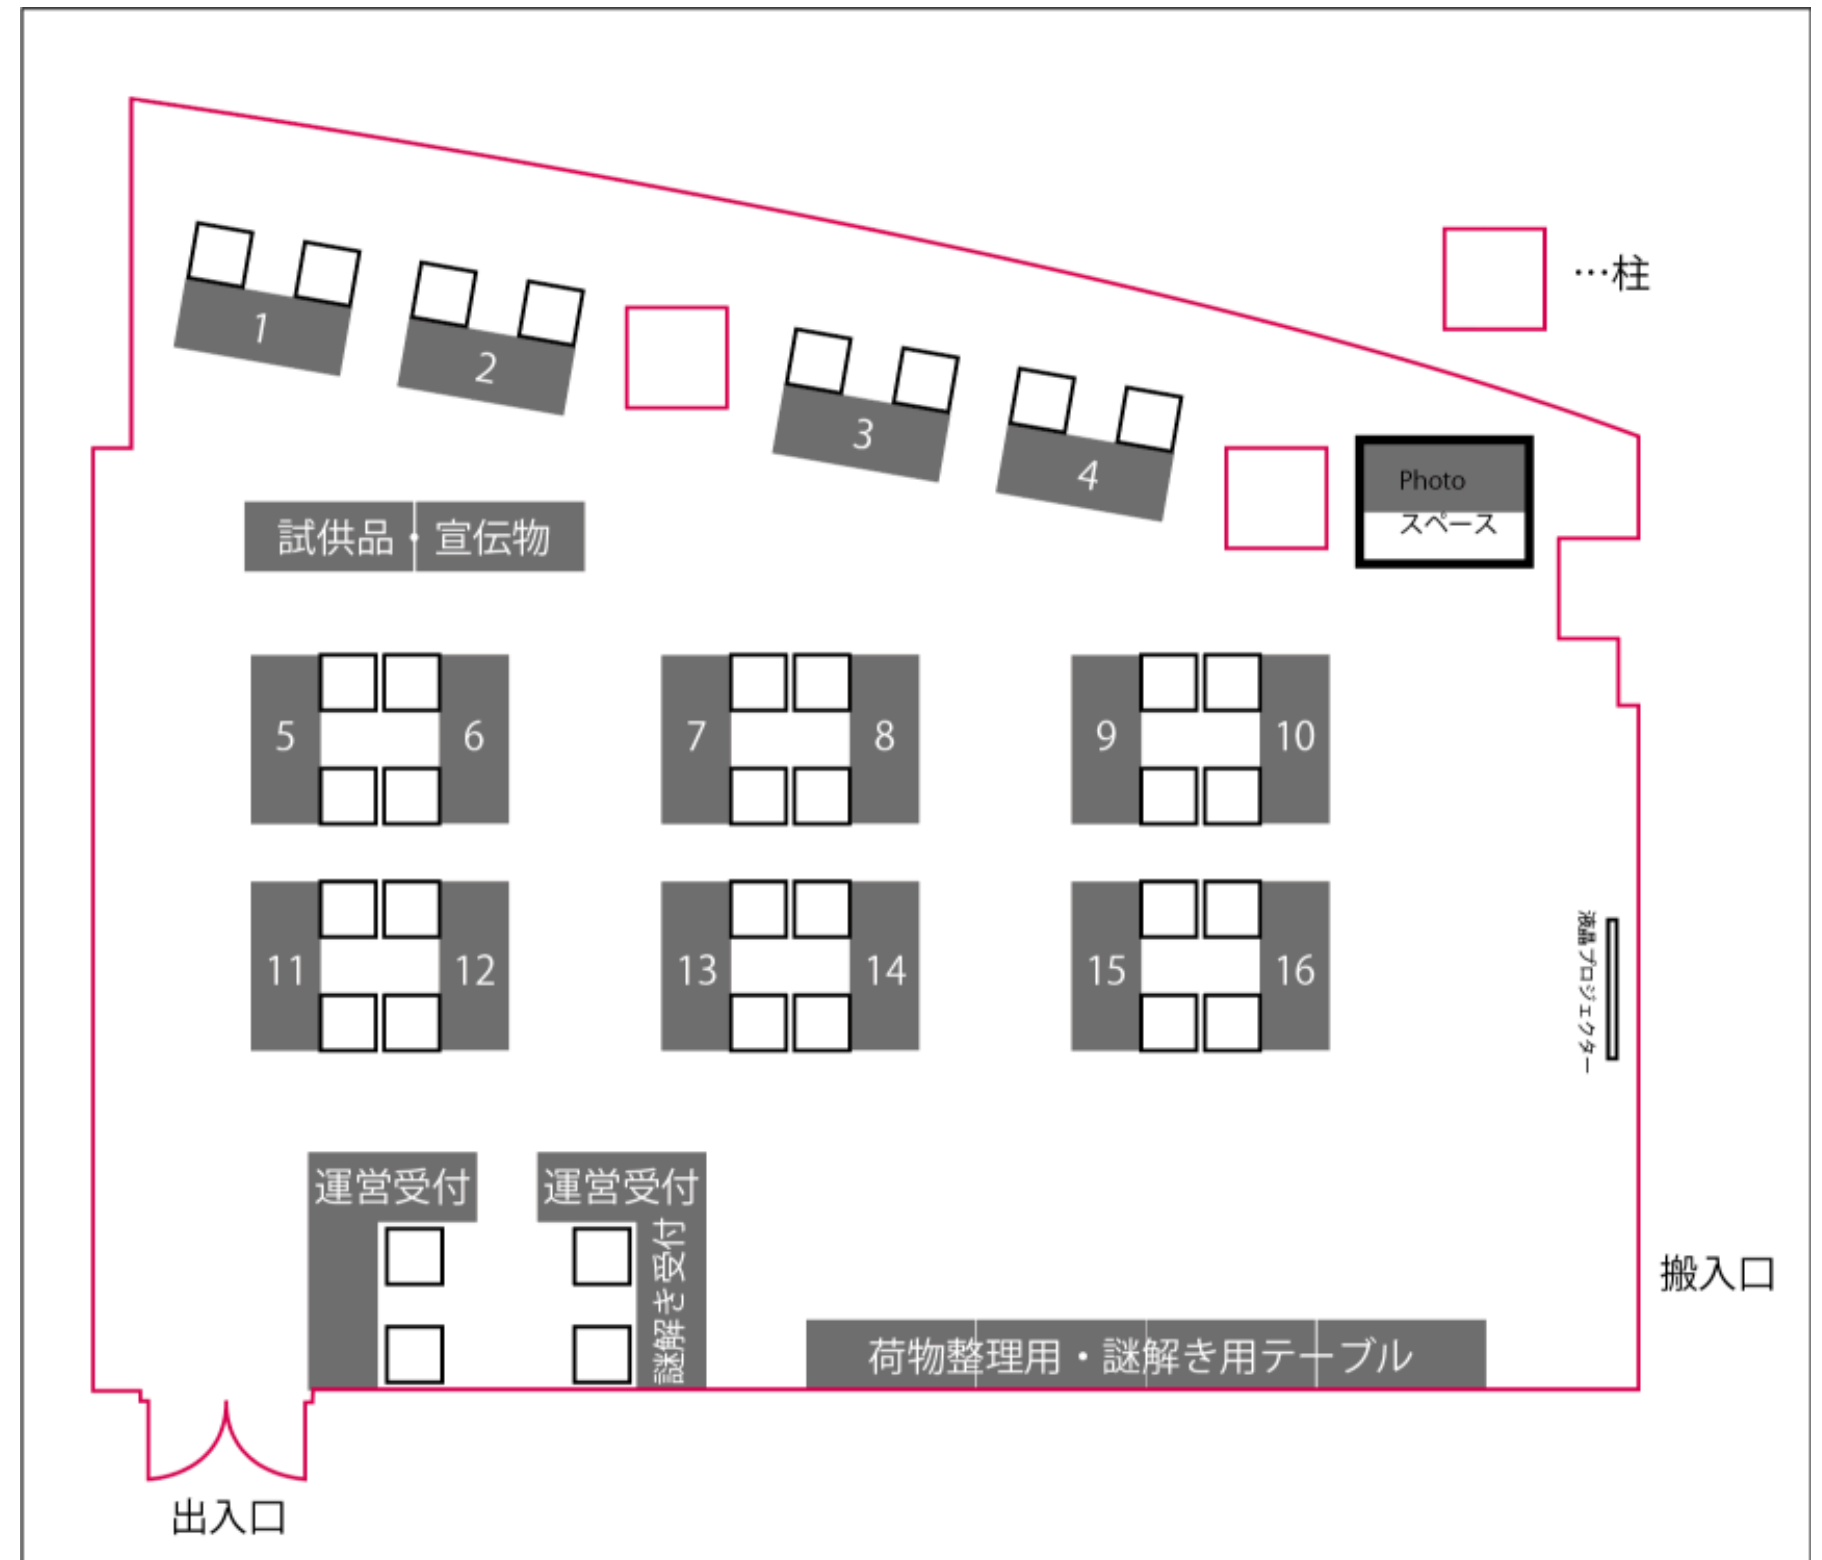 …柱
1
2
3
4
Photo
スペース
試供品・宣伝物
5
6
7
8
9
10
11
12
13
14
15
16
液晶プロジェクター
運営受付
運営受付
謎解き受付
搬入口
荷物整理用・謎解き用テーブル
出入口